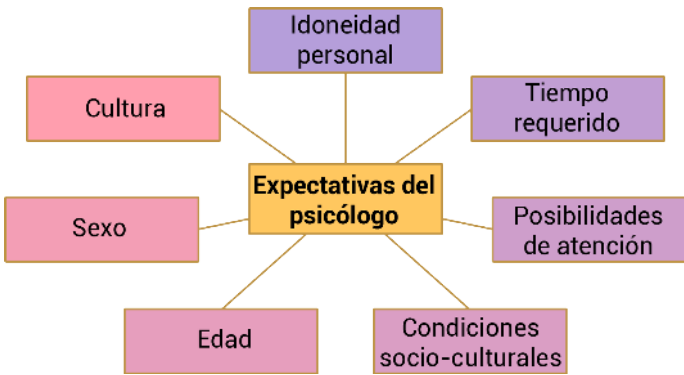 Idoneidad
personal
Cultura
Tiempo
requerido
Expectativas del
psicólogo
Sexo
Posibilidades
de atención
Edad
Condiciones
socio-culturales